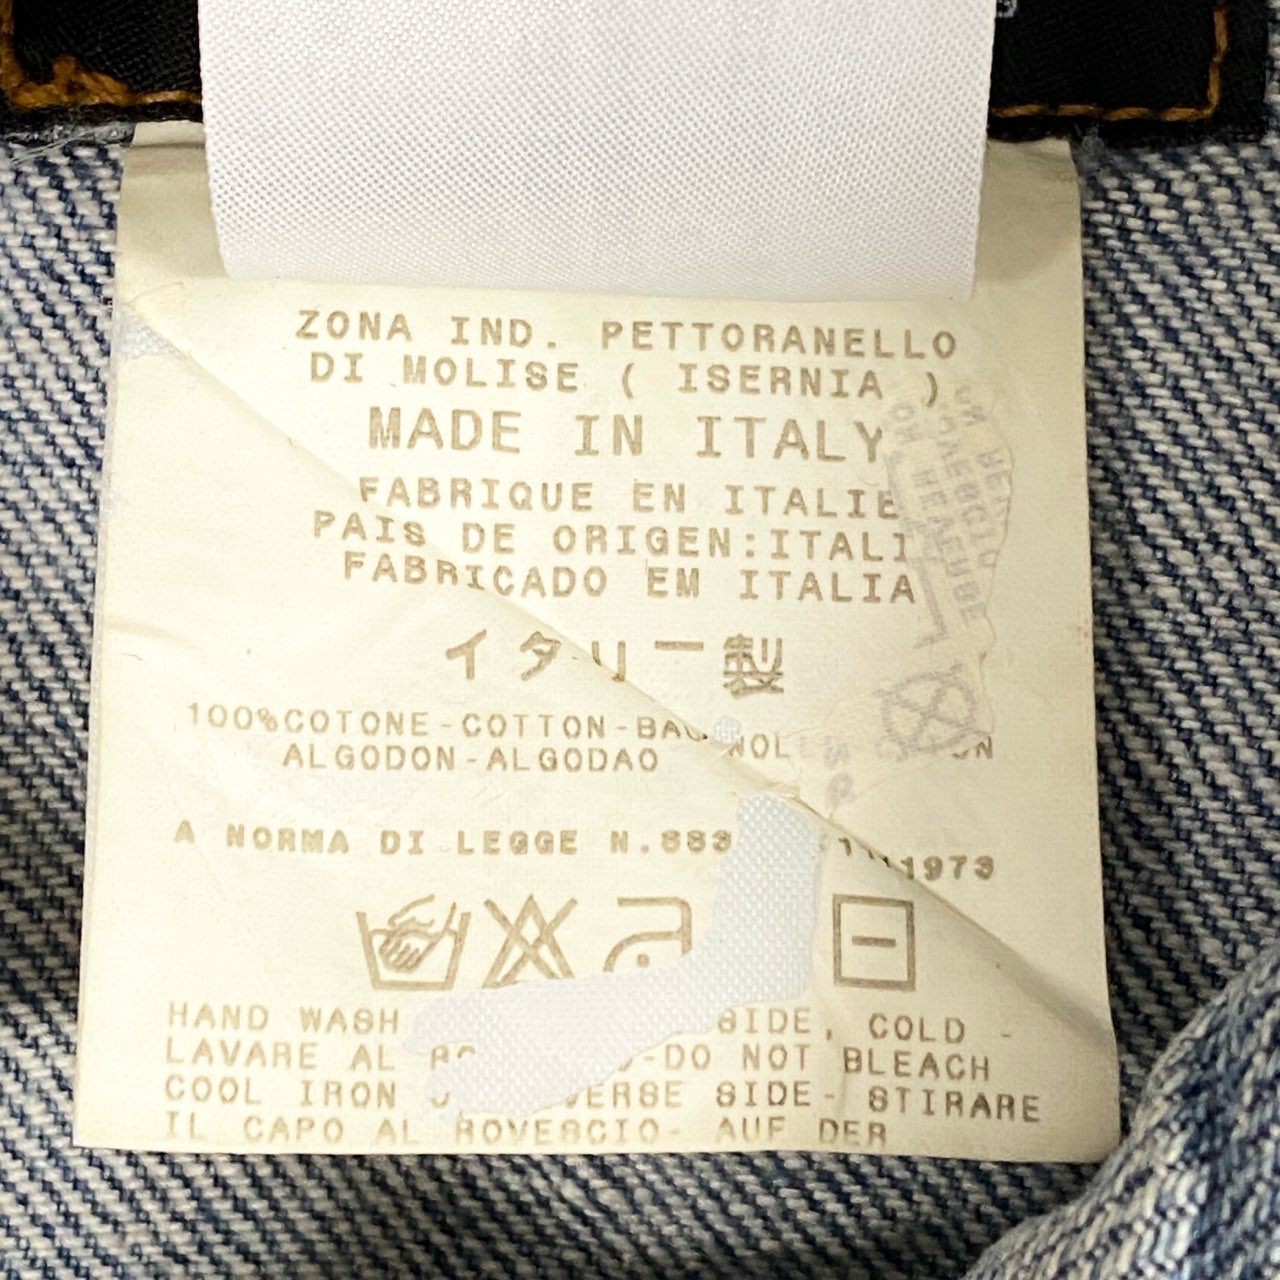 ZONA IND. PETTORANELLO
DI MOLISE ( ISERNIA )
MADE IN ITALY
FABRIQUE EN ITALIE
PAIS DE ORIGEN:ITALI
FABRICADO EM ITALIA
イタリー製
100%COTONE-COTTON-
ALGODON-ALGODAO
A NORMA DI LEGGE N.883 1973
HAND WASH SIDE, COLD -
LAVARE AL -DO NOT BLEACH
COOL IRON SIDE- STIRARE
IL CAPO AL ROVESCIO- AUF DER